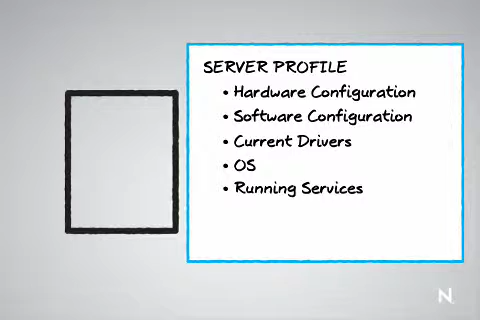 SERVER PROFILE
• Hardware Configuration
• Software Configuration
• Current Drivers
• OS
• Running Services
N